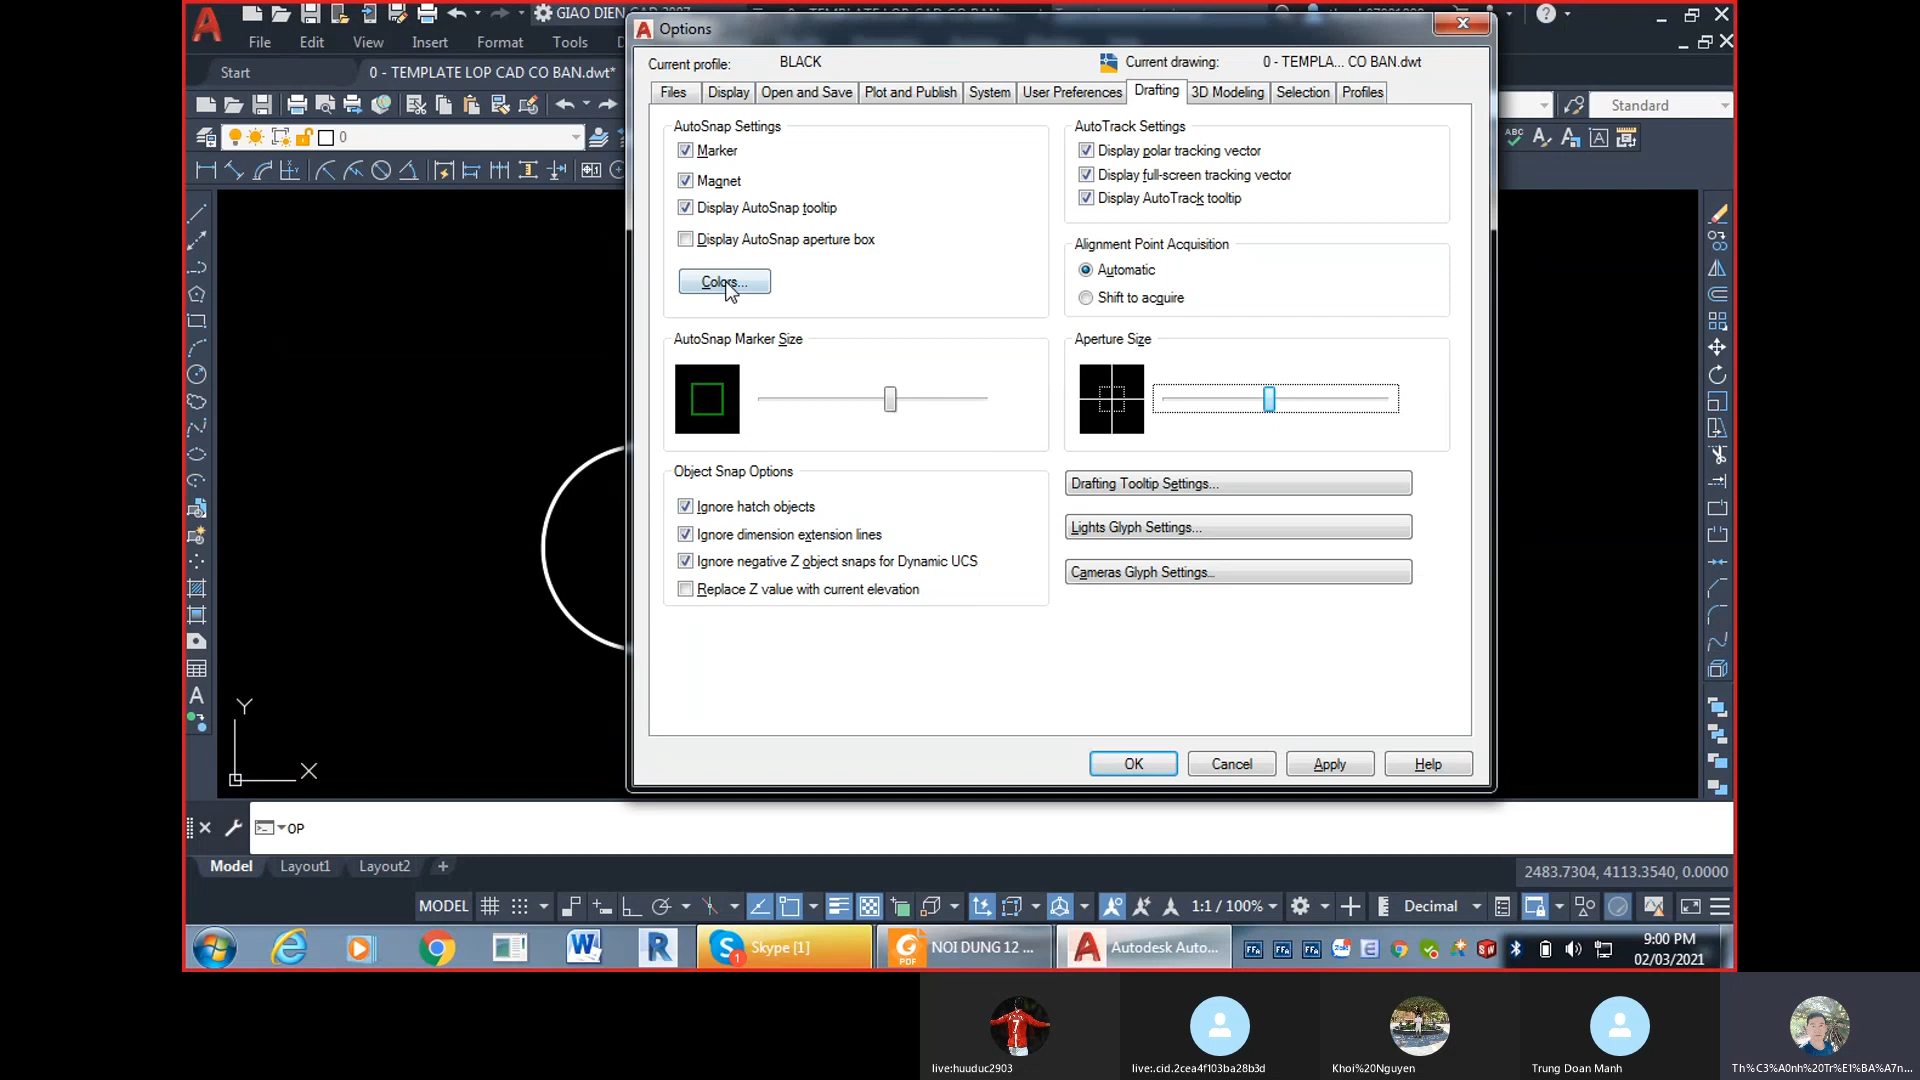 GIAO DIEN CAD 2007
File Edit View Insert Format Tools
Start
0 - TEMPLATE LOP CAD CO BAN.dwt*
0
Standard
Options
Current profile: BLACK
Current drawing: 0 - TEMPLA... CO BAN.dwt
Files Display Open and Save Plot and Publish System User Preferences Drafting 3D Modeling Selection Profiles
AutoSnap Settings
Marker
Magnet
Display AutoSnap tooltip
Display AutoSnap aperture box
Colors...
AutoTrack Settings
Display polar tracking vector
Display full-screen tracking vector
Display AutoTrack tooltip
Alignment Point Acquisition
Automatic
Shift to acquire
AutoSnap Marker Size
Aperture Size
Object Snap Options
Ignore hatch objects
Ignore dimension extension lines
Ignore negative Z object snaps for Dynamic UCS
Replace Z value with current elevation
Drafting Tooltip Settings...
Lights Glyph Settings...
Cameras Glyph Settings...
OK Cancel Apply Help
Y
X
OP
Model Layout1 Layout2 +
2483.7304, 4113.3540, 0.0000
MODEL
1:1 / 100%
Decimal
Skype [1]
NOI DUNG 12 ...
Autodesk Auto...
9:00 PM
02/03/2021
live:huuduc2903
live:.cid.2cea4f103ba28b3d
Khoi%20Nguyen
Trung Doan Manh
Th%C3%A0nh%20Tr%E1%BA%A7n...